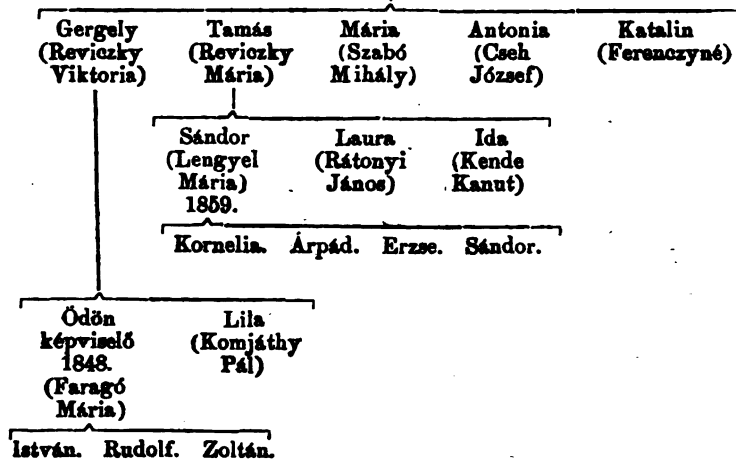 Gergely Tamás Mária Antonia Katalin
(Reviczky (Reviczky (Szabó (Cseh (Ferenczyné)
Viktoria) Mária) Mihály) József)
Sándor Laura Ida
(Lengyel (Rátonyi (Kende
Mária) János) Kanut)
1859.
Kornelia. Árpád. Erzse. Sándor.
Ödön Lila
képviselő (Komjáthy
1848. Pál)
(Faragó
Mária)
István. Rudolf. Zoltán.